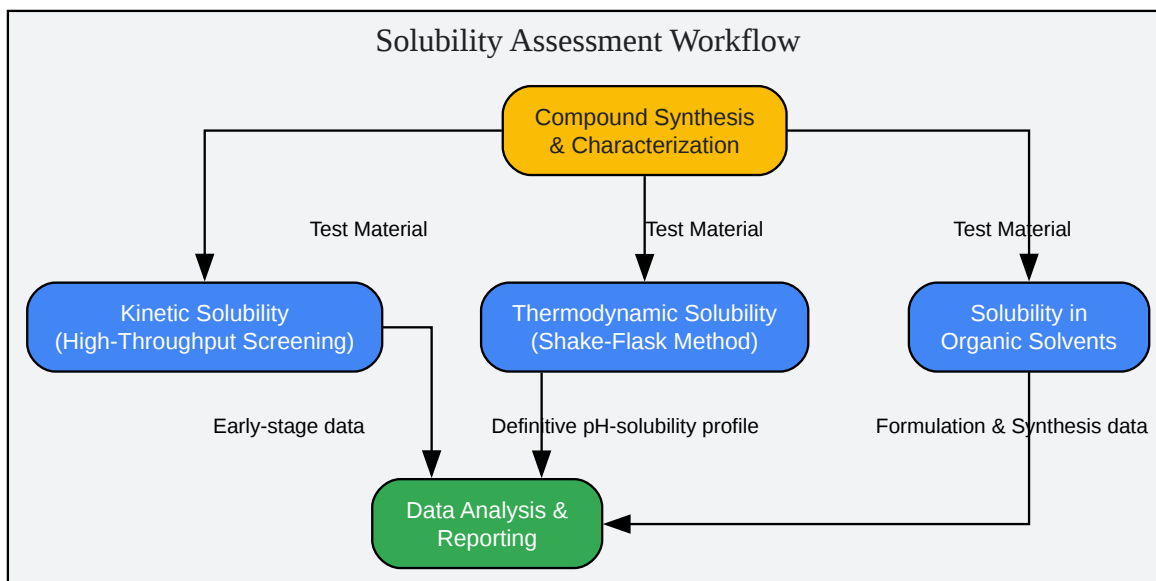 Solubility Assessment Workflow
Compound Synthesis
& Characterization
Test Material
Test Material
Test Material
Kinetic Solubility
(High-Throughput Screening)
Thermodynamic Solubility
(Shake-Flask Method)
Solubility in
Organic Solvents
Early-stage data
Definitive pH-solubility profile
Formulation & Synthesis data
Data Analysis &
Reporting